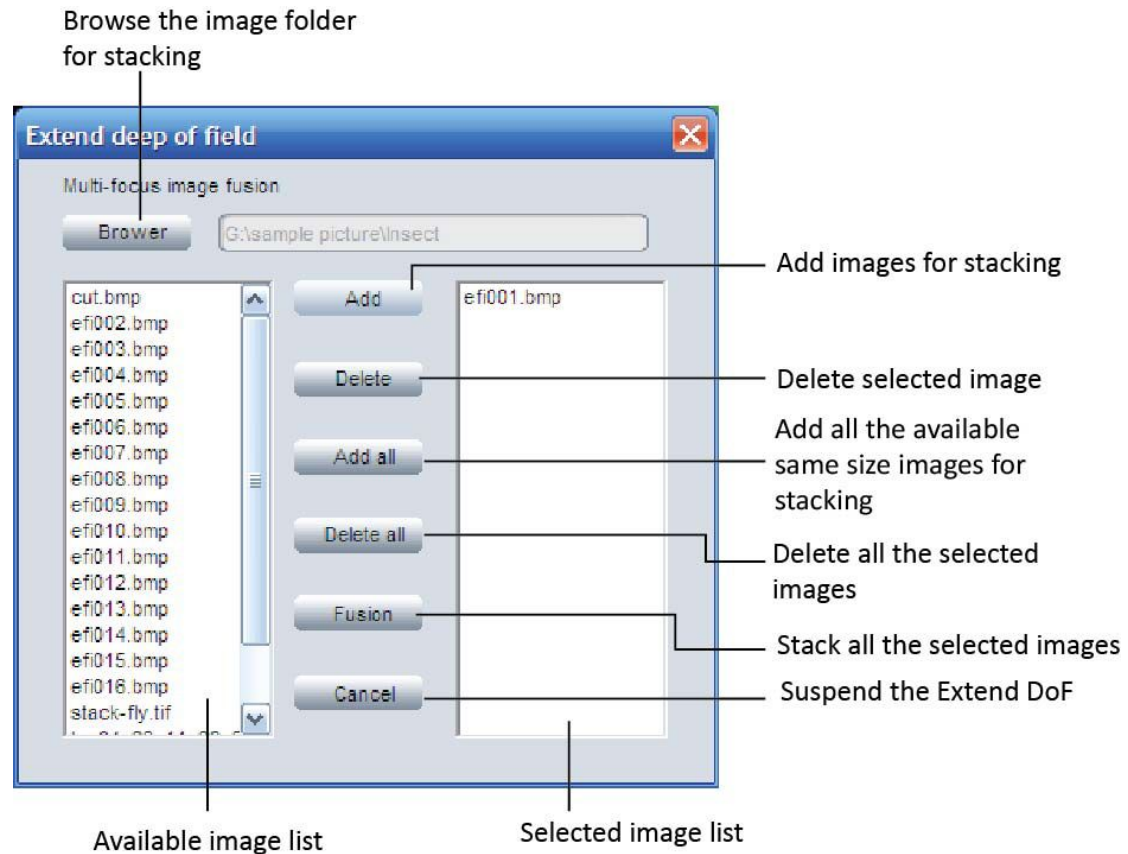 Browse the image folder
for stacking
Extend deep of field
Multi-focus image fusion
Brower
G:\sample picture\Insect
cut.bmp
efi002.bmp
efi003.bmp
efi004.bmp
efi005.bmp
efi006.bmp
efi007.bmp
efi008.bmp
efi009.bmp
efi010.bmp
efi011.bmp
efi012.bmp
efi013.bmp
efi014.bmp
efi015.bmp
efi016.bmp
stack-fly.tif
Add
Delete
Add all
Delete all
Fusion
Cancel
efi001.bmp
Add images for stacking
Delete selected image
Add all the available
same size images for
stacking
Delete all the selected
images
Stack all the selected images
Suspend the Extend DoF
Available image list
Selected image list